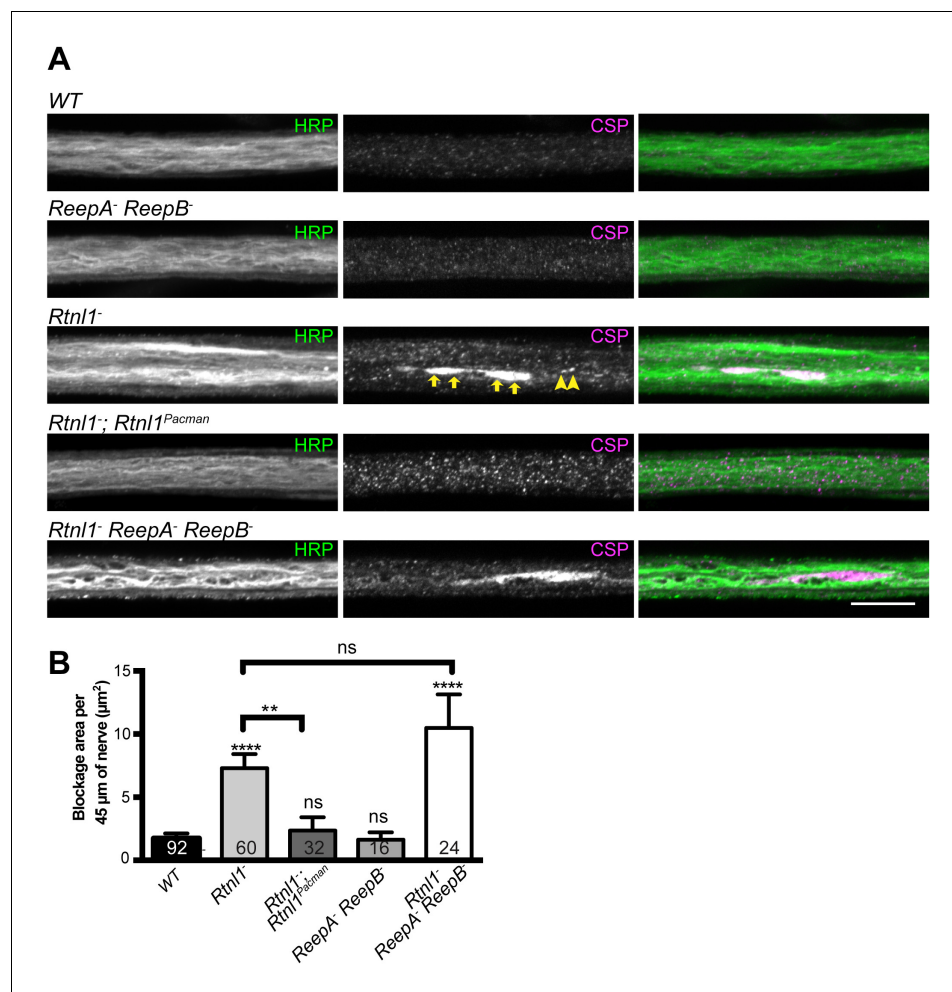 A
WT
HRP CSP
ReepA⁻ ReepB⁻
HRP CSP
Rtnl1⁻
HRP CSP
Rtnl1⁻; Rtnl1ᴾᵃᶜᵐᵃⁿ
HRP CSP
Rtnl1⁻ ReepA⁻ ReepB⁻
HRP CSP
B
Blockage area per
45 µm of nerve (µm²)
15
10
5
0
ns
**
****
ns
ns
****
92
60
32
16
24
WT
Rtnl1⁻
Rtnl1⁻;
Rtnl1ᴾᵃᶜᵐᵃⁿ
ReepA⁻ ReepB⁻
Rtnl1⁻
ReepA⁻ ReepB⁻